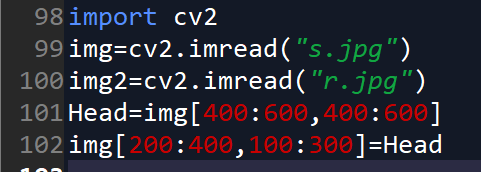 98 import cv2
99 img=cv2.imread("s.jpg")
100 img2=cv2.imread("r.jpg")
101 Head=img[400:600,400:600]
102 img[200:400,100:300]=Head